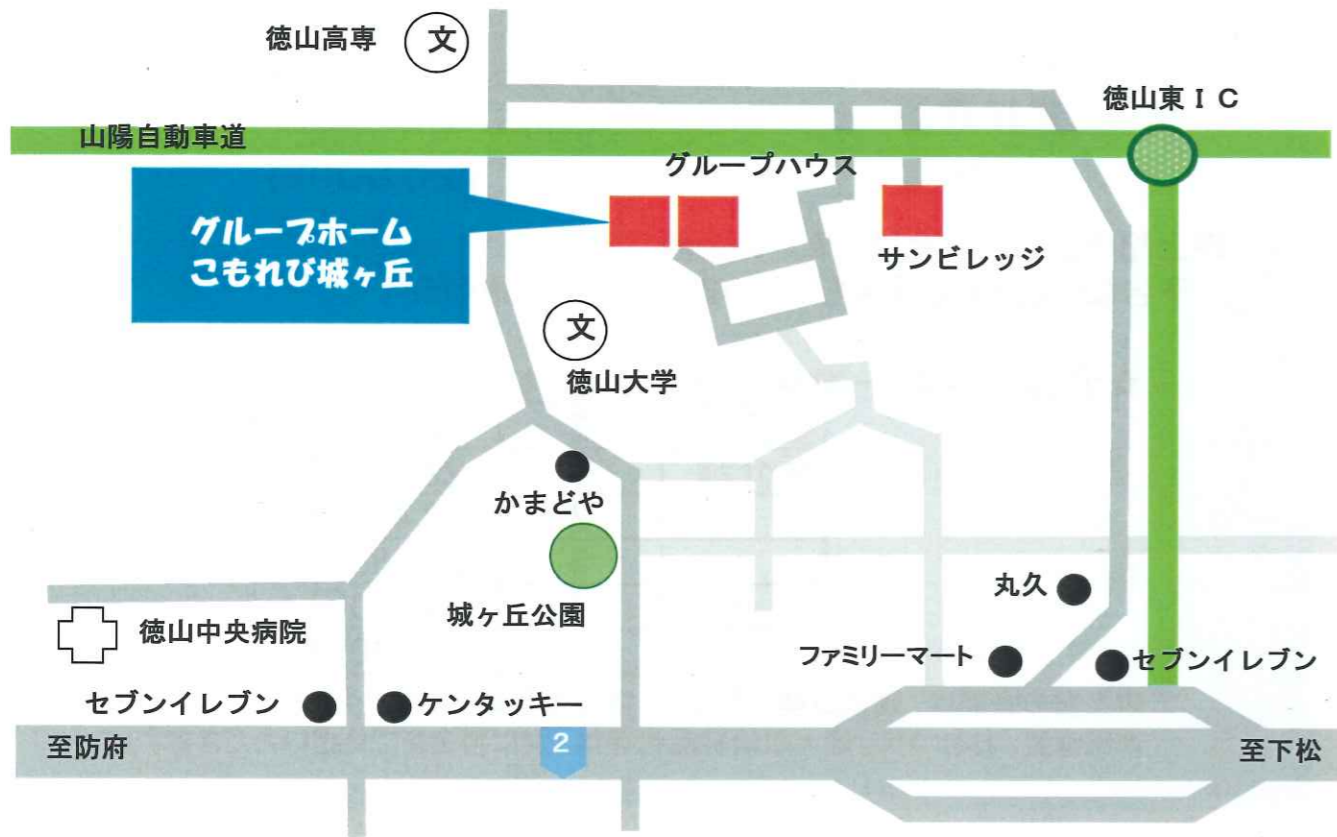 徳山高専
文
徳山東ＩＣ
山陽自動車道
グループハウス
グループホーム
こもれび城ヶ丘
サンビレッジ
文
徳山大学
かまどや
丸久
城ヶ丘公園
徳山中央病院
ファミリーマート
セブンイレブン
セブンイレブン
ケンタッキー
至防府
2
至下松